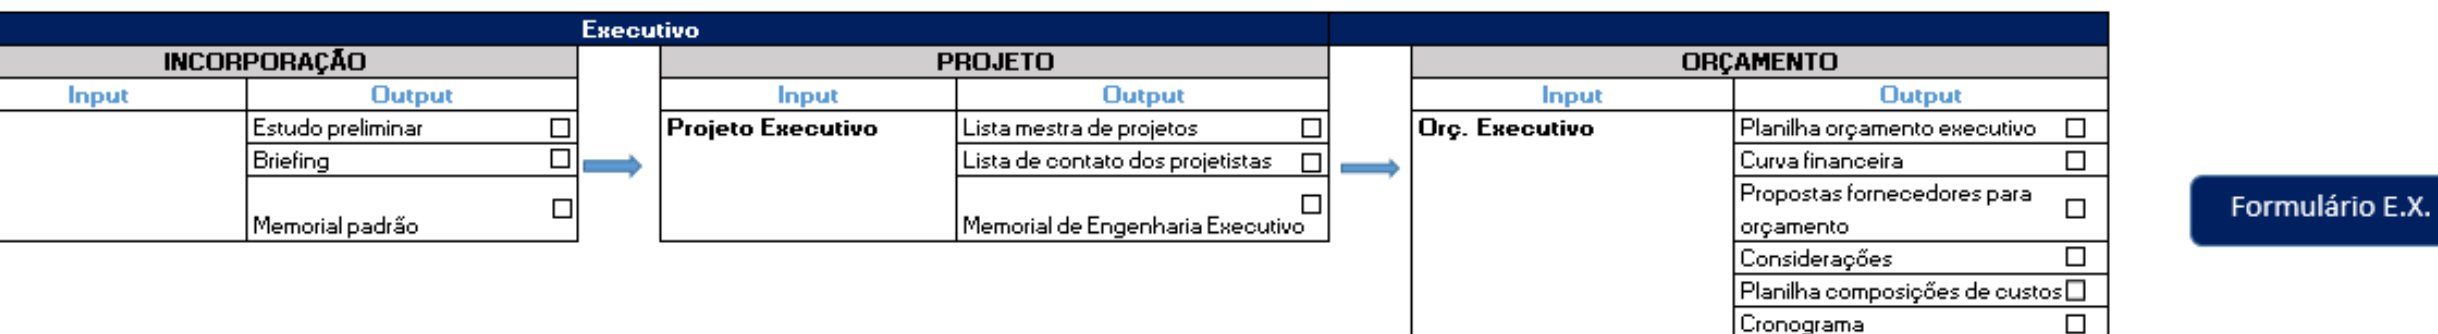 Executivo
INCORPORAÇÃO
Input
Output
Estudo preliminar
Briefing
Memorial padrão
PROJETO
Input
Output
Projeto Executivo
Lista mestra de projetos
Lista de contato dos projetistas
Memorial de Engenharia Executivo
ORÇAMENTO
Input
Output
Orç. Executivo
Planilha orçamento executivo
Curva financeira
Propostas fornecedores para
orçamento
Considerações
Planilha composições de custos
Cronograma
Formulário E.X.